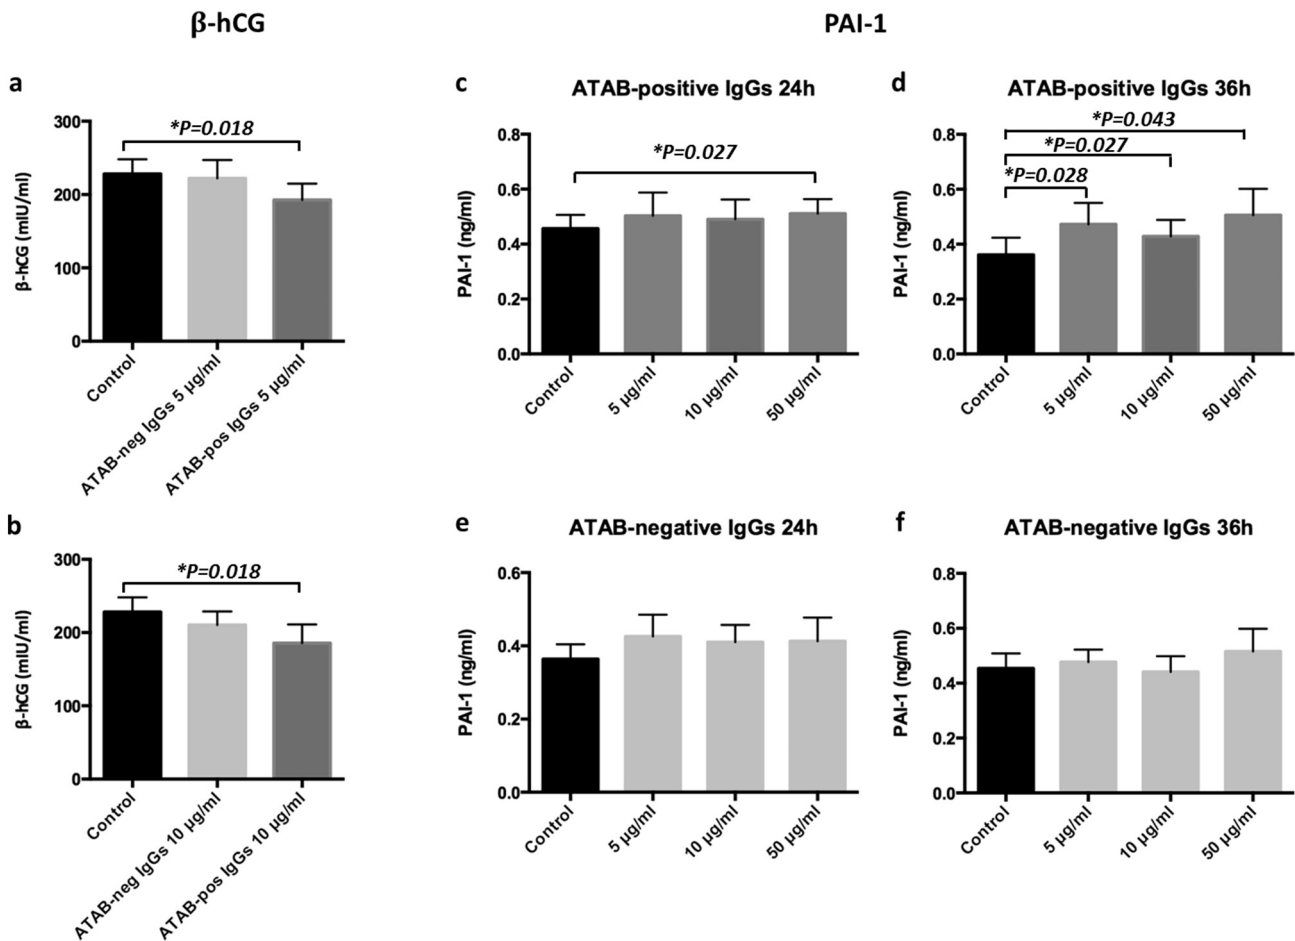 β-hCG
PAI-1
a
*P=0.018
300
200
100
0
β-hCG (mIU/ml)
Control
ATAB-neg IgGs 5 µg/ml
ATAB-pos IgGs 5 µg/ml
c
ATAB-positive IgGs 24h
*P=0.027
0.8
0.6
0.4
0.2
0.0
PAI-1 (ng/ml)
Control
5 µg/ml
10 µg/ml
50 µg/ml
d
ATAB-positive IgGs 36h
*P=0.043
*P=0.027
*P=0.028
0.8
0.6
0.4
0.2
0.0
PAI-1 (ng/ml)
Control
5 µg/ml
10 µg/ml
50 µg/ml
b
*P=0.018
300
200
100
0
β-hCG (mIU/ml)
Control
ATAB-neg IgGs 10 µg/ml
ATAB-pos IgGs 10 µg/ml
e
ATAB-negative IgGs 24h
0.6
0.4
0.2
0.0
PAI-1 (ng/ml)
Control
5 µg/ml
10 µg/ml
50 µg/ml
f
ATAB-negative IgGs 36h
0.8
0.6
0.4
0.2
0.0
PAI-1 (ng/ml)
Control
5 µg/ml
10 µg/ml
50 µg/ml